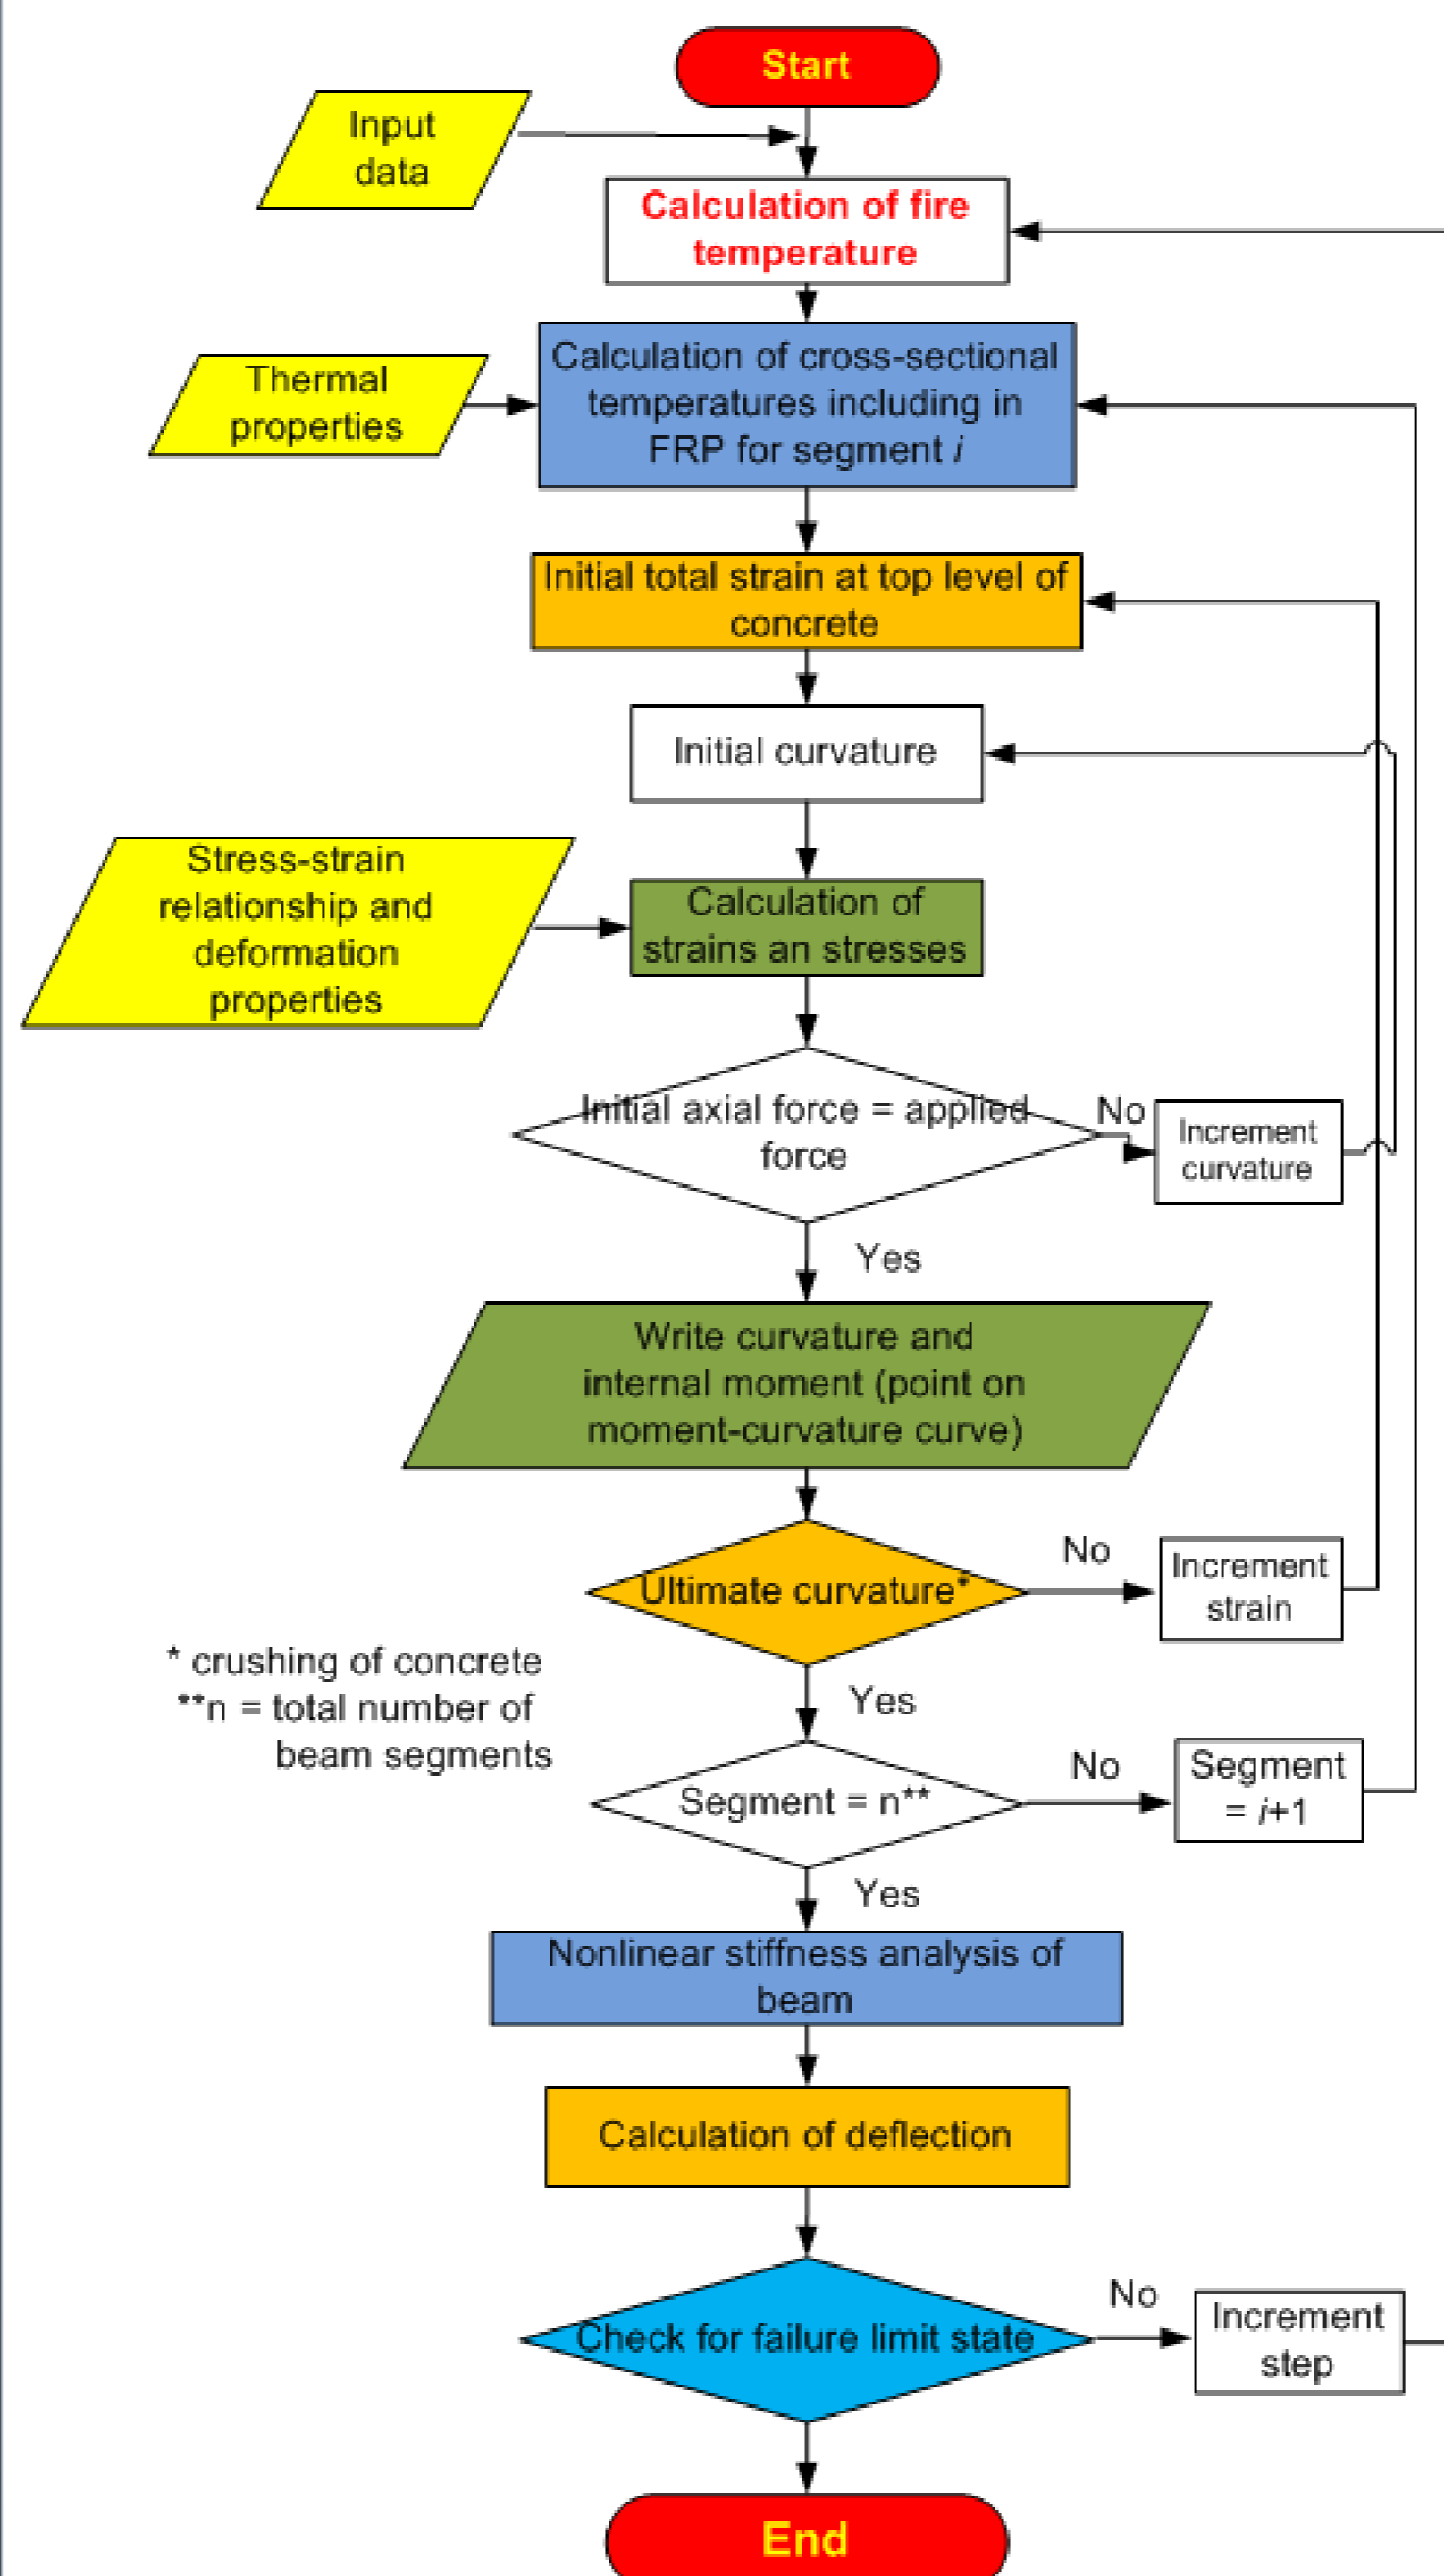 Start
Input
data
Calculation of fire
temperature
Thermal
properties
Calculation of cross-sectional
temperatures including in
FRP for segment i
Initial total strain at top level of
concrete
Initial curvature
Stress-strain
relationship and
deformation
properties
Calculation of
strains an stresses
Initial axial force = applied
force
No
Increment
curvature
Yes
Write curvature and
internal moment (point on
moment-curvature curve)
Ultimate curvature*
No
Increment
strain
* crushing of concrete
**n = total number of
beam segments
Yes
Segment = n**
No
Segment
= i+1
Yes
Nonlinear stiffness analysis of
beam
Calculation of deflection
Check for failure limit state
No
Increment
step
End